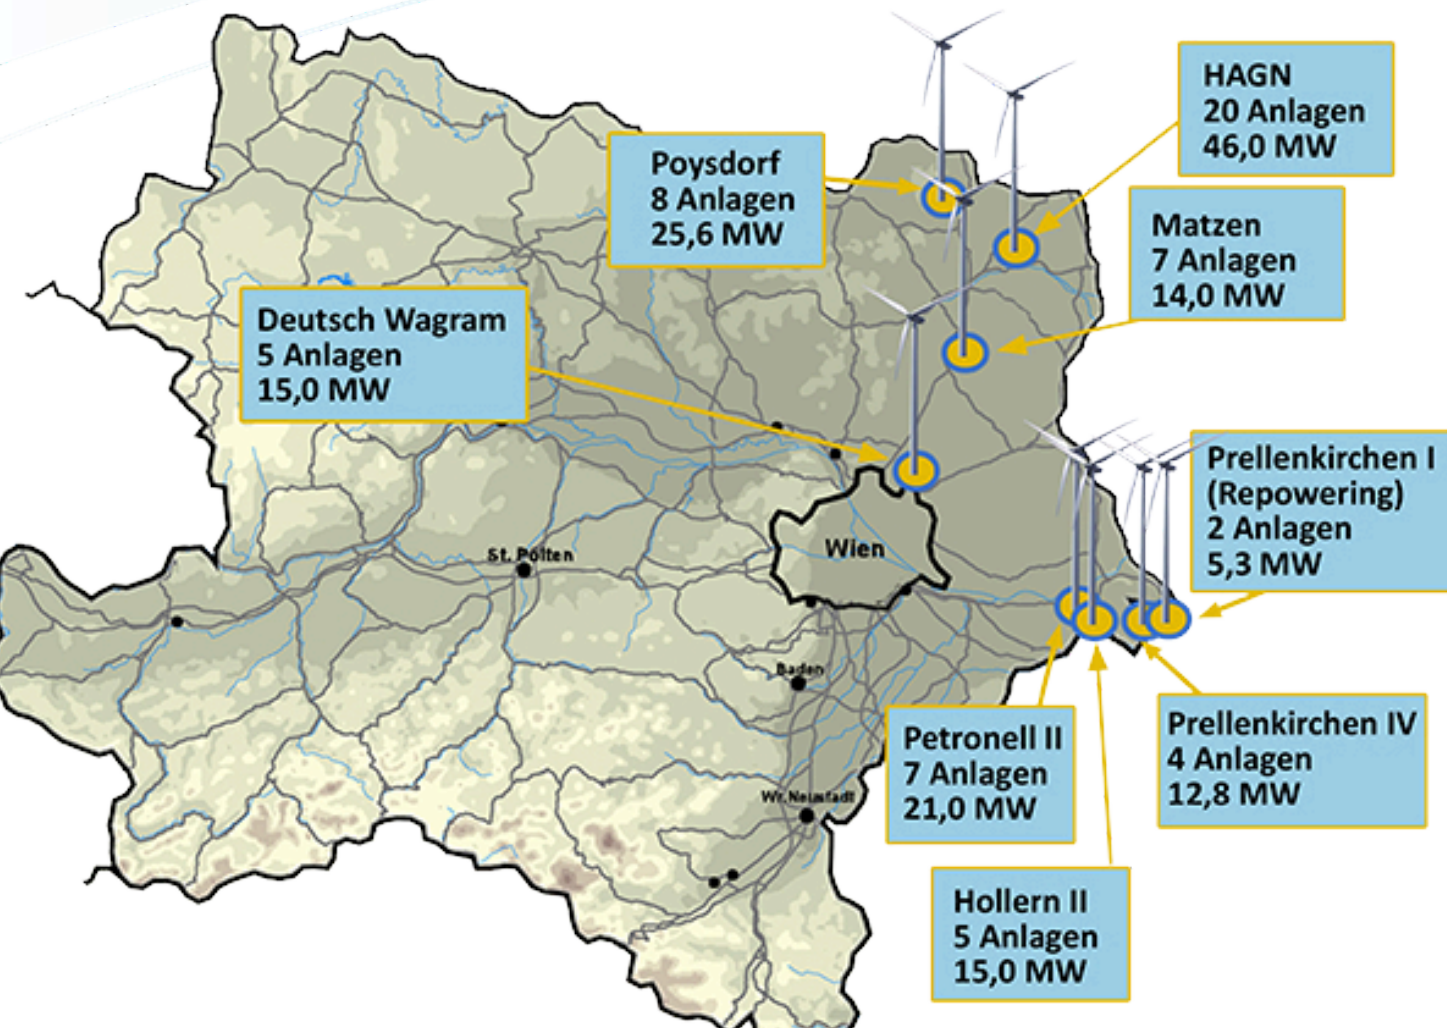 HAGN
20 Anlagen
46,0 MW
Poysdorf
8 Anlagen
25,6 MW
Matzen
7 Anlagen
14,0 MW
Deutsch Wagram
5 Anlagen
15,0 MW
Prellenkirchen I
(Repowering)
2 Anlagen
5,3 MW
Wien
St. Pölten
Baden
Petronell II
7 Anlagen
21,0 MW
Prellenkirchen IV
4 Anlagen
12,8 MW
Wr. Neustadt
Hollern II
5 Anlagen
15,0 MW